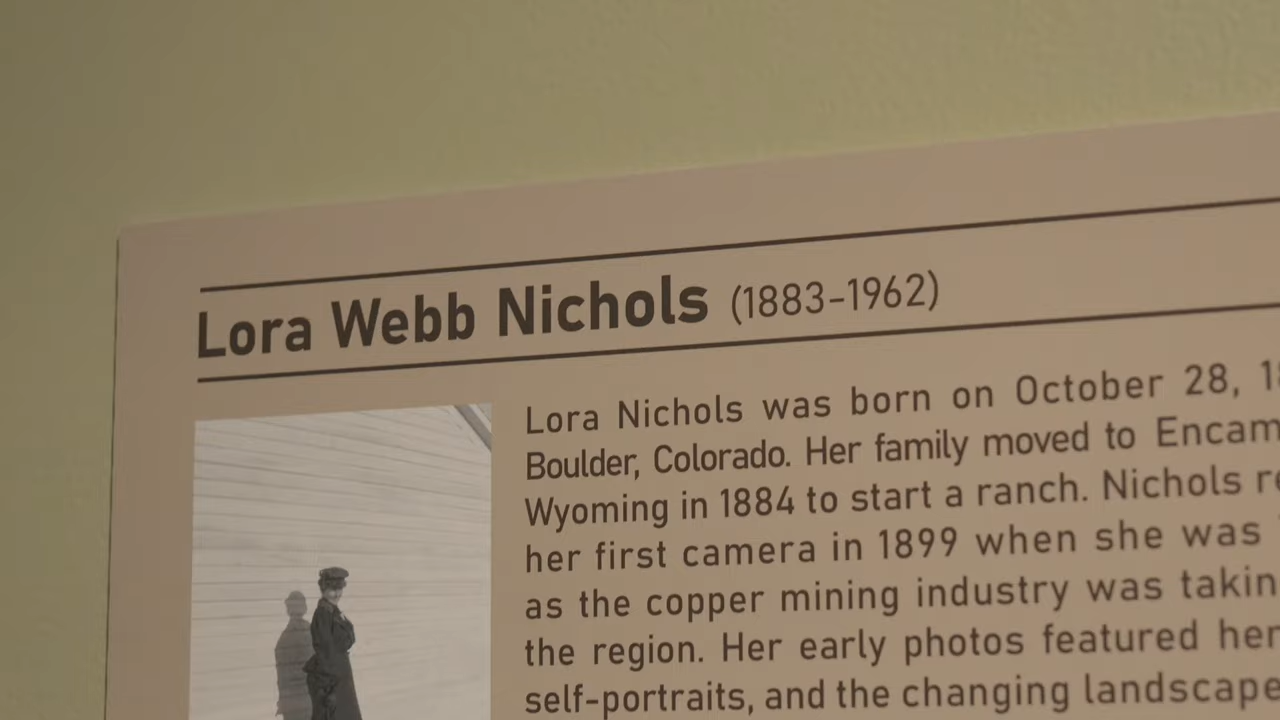 Lora Webb Nichols (1883-1962)
Lora Nichols was born on October 28,
Boulder, Colorado. Her family moved to
Wyoming in 1884 to start a ranch. Nichols
her first camera in 1899 when she was
as the copper mining industry was
the region. Her early photos featured
self-portraits, and the changing